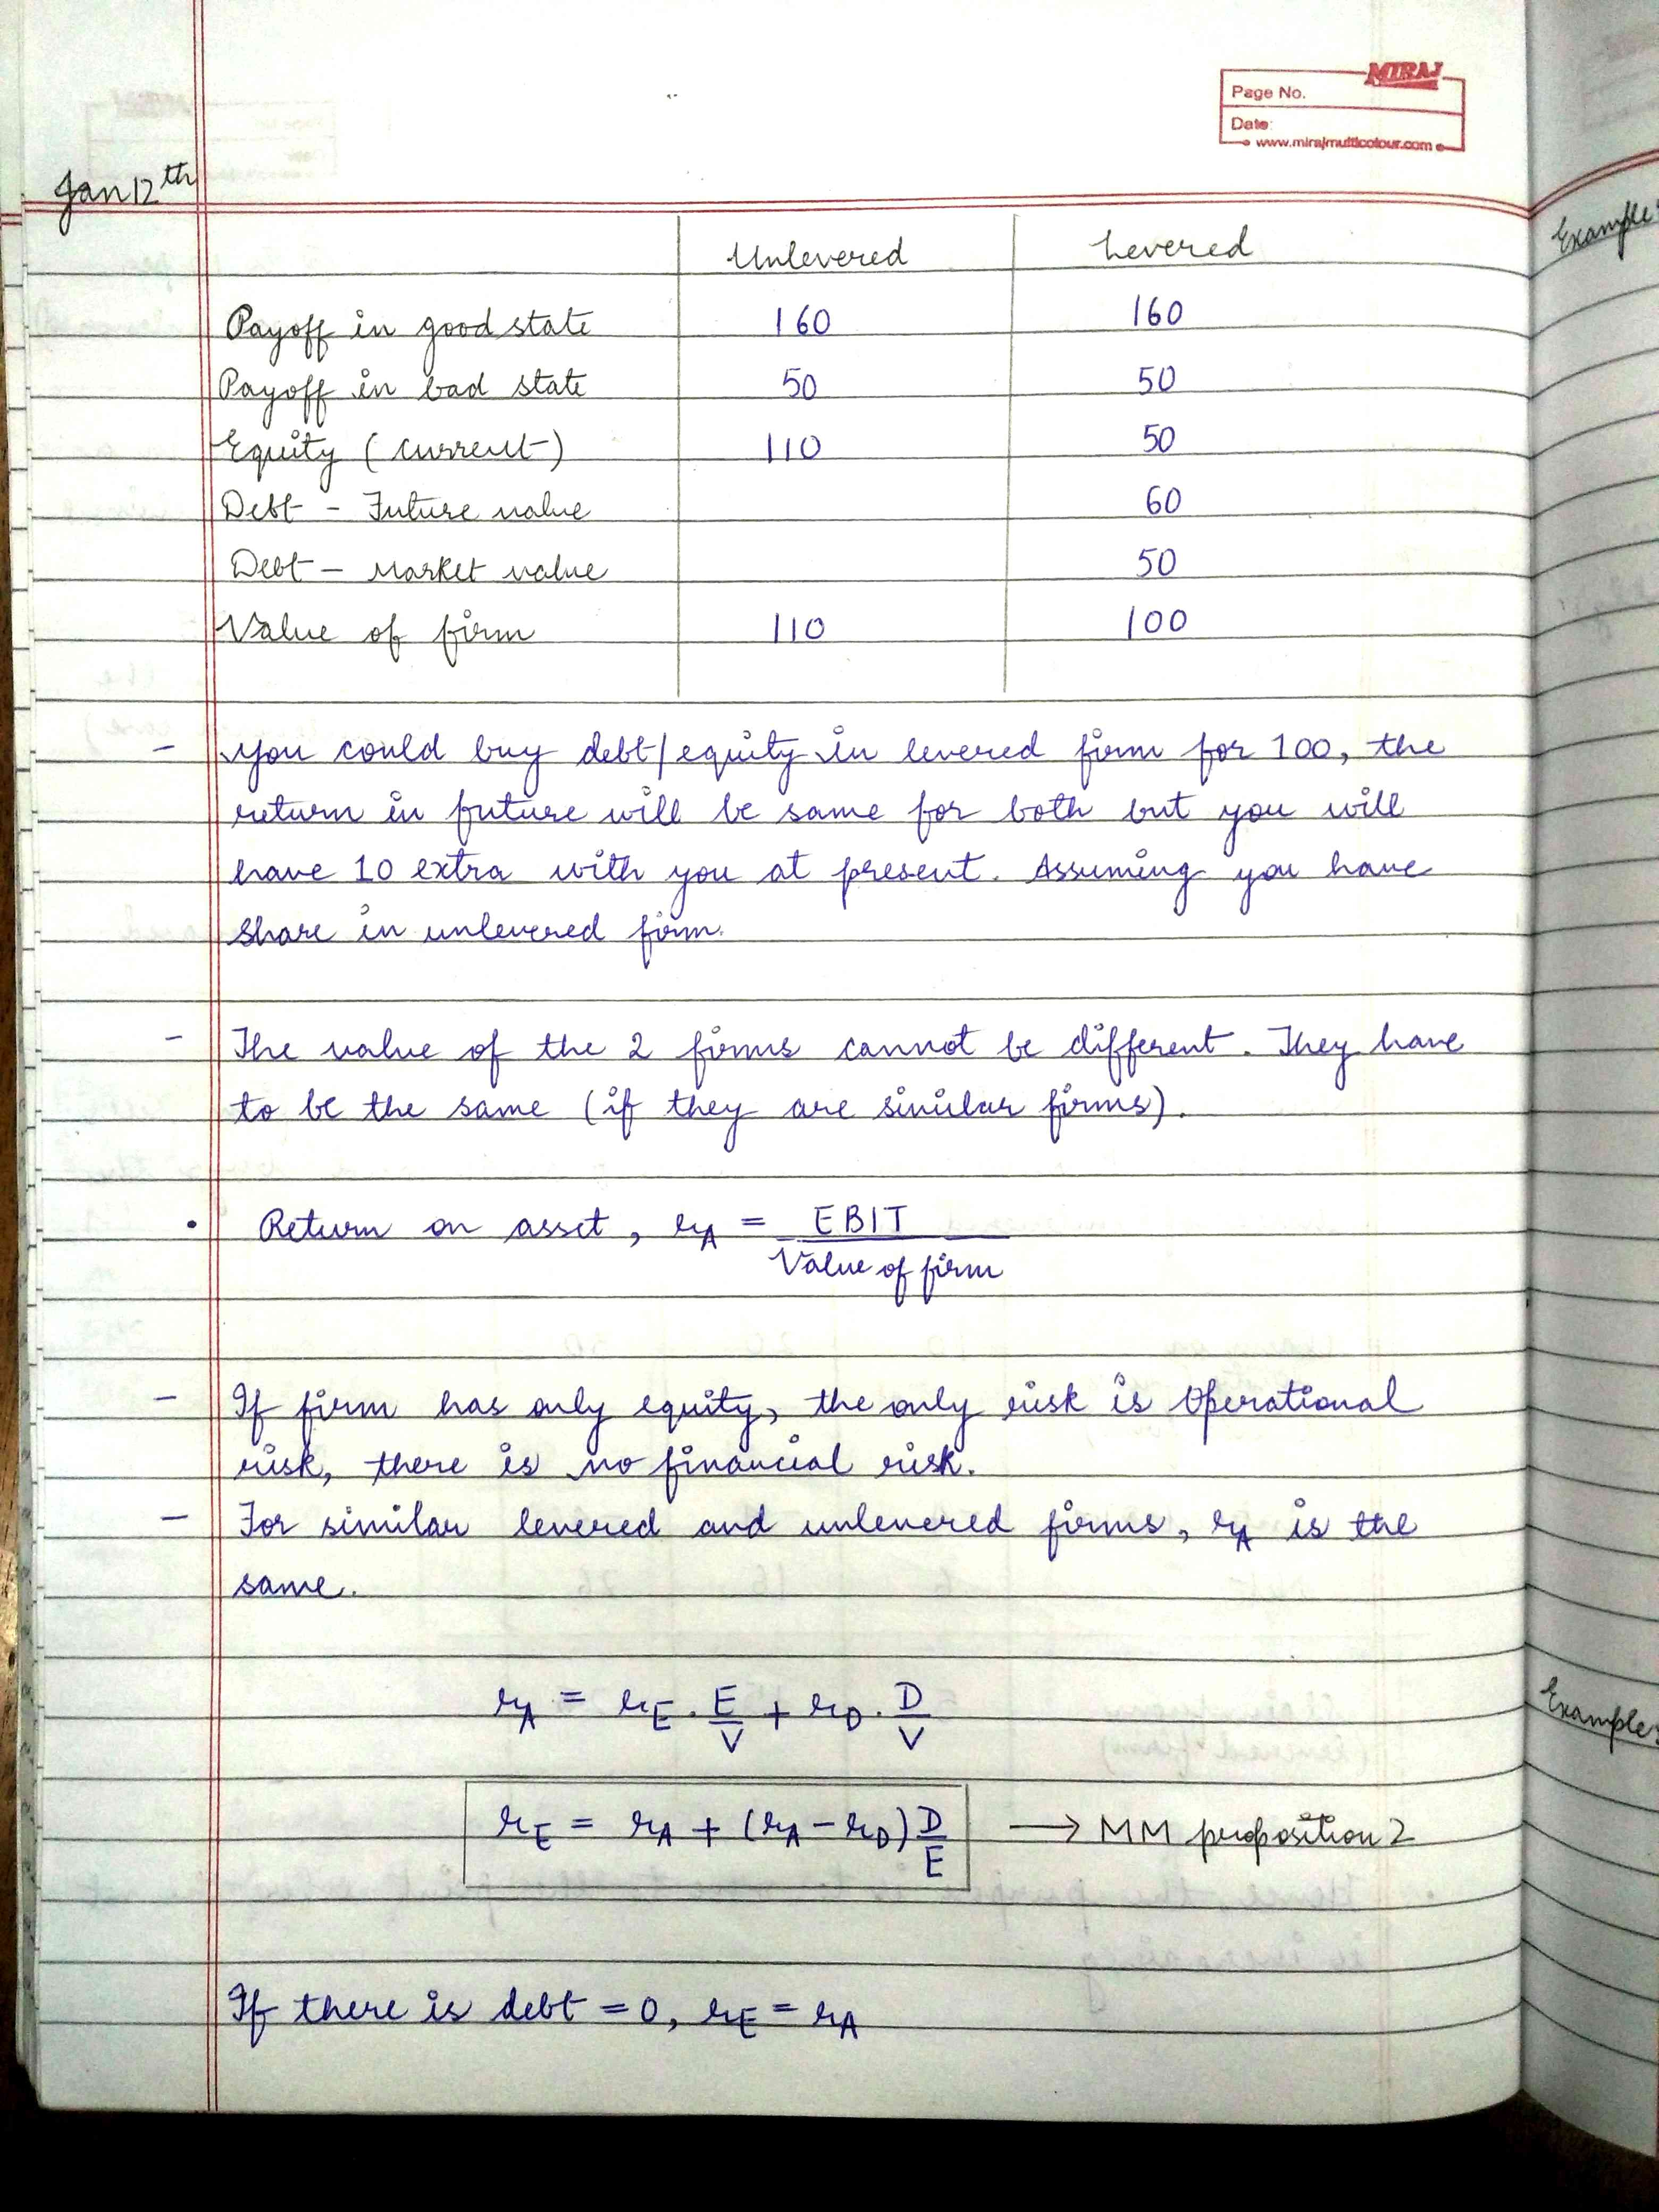 MIRAJ
Page No.
Date:
www.mirajmulticolour.com
Jan 12th
Unlevered Levered
Payoff in good state 160 160
Payoff in bad state 50 50
Equity (current) 110 50
Debt - Future value 60
Debt - Market value 50
Value of firm 110 100
- You could buy debt/equity in levered firm for 100, the
return in future will be same for both but you will
have 10 extra with you at present. Assuming you have
share in unlevered firm.
- The value of the 2 firms cannot be different. They have
to be the same (if they are similar firms).
• Return on asset, r_A = EBIT
Value of firm
- If firm has only equity, the only risk is operational
risk, there is no financial risk.
- For similar levered and unlevered firms, r_A is the
same.
r_A = r_E . E/V + r_D . D/V
r_E = r_A + (r_A - r_D) D/E → MM proposition 2
If there is debt = 0, r_E = r_A
Example:
Example: